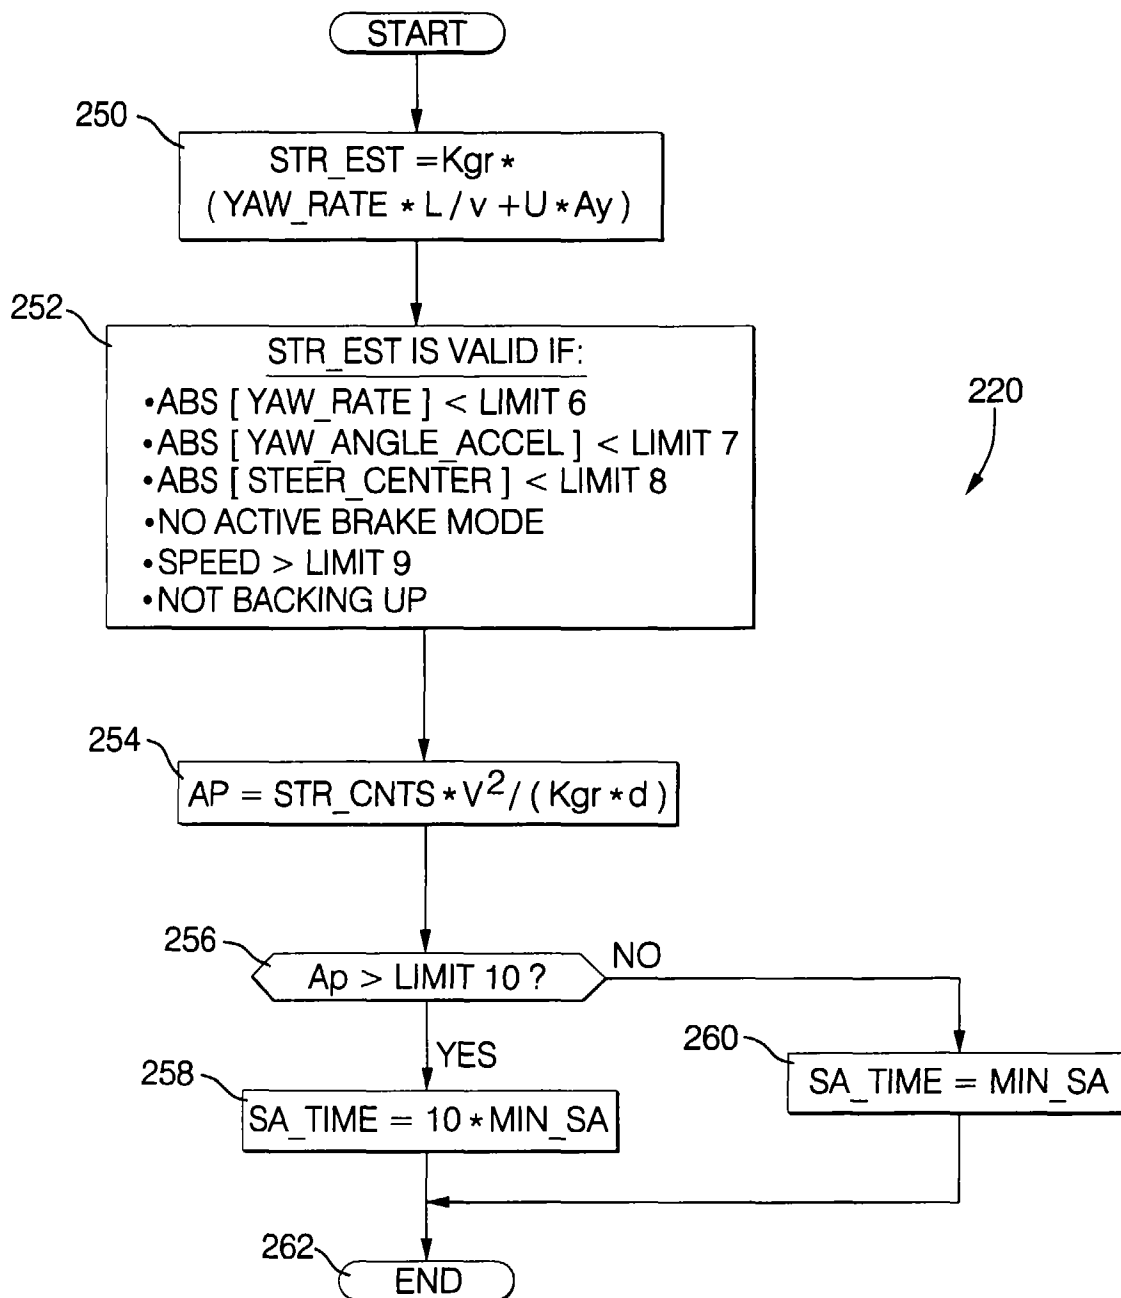 START
250
STR_EST =Kgr*
(YAW_RATE * L/v +U*Ay)
252
STR_EST IS VALID IF:
•ABS [ YAW_RATE ] < LIMIT 6
•ABS [ YAW_ANGLE_ACCEL ] < LIMIT 7
•ABS [ STEER_CENTER ] < LIMIT 8
•NO ACTIVE BRAKE MODE
•SPEED > LIMIT 9
•NOT BACKING UP
220
254
AP = STR_CNTS *V²/( Kgr*d )
256
Ap > LIMIT 10 ?
NO
YES
258
SA_TIME = 10 *MIN_SA
260
SA_TIME = MIN_SA
262
END